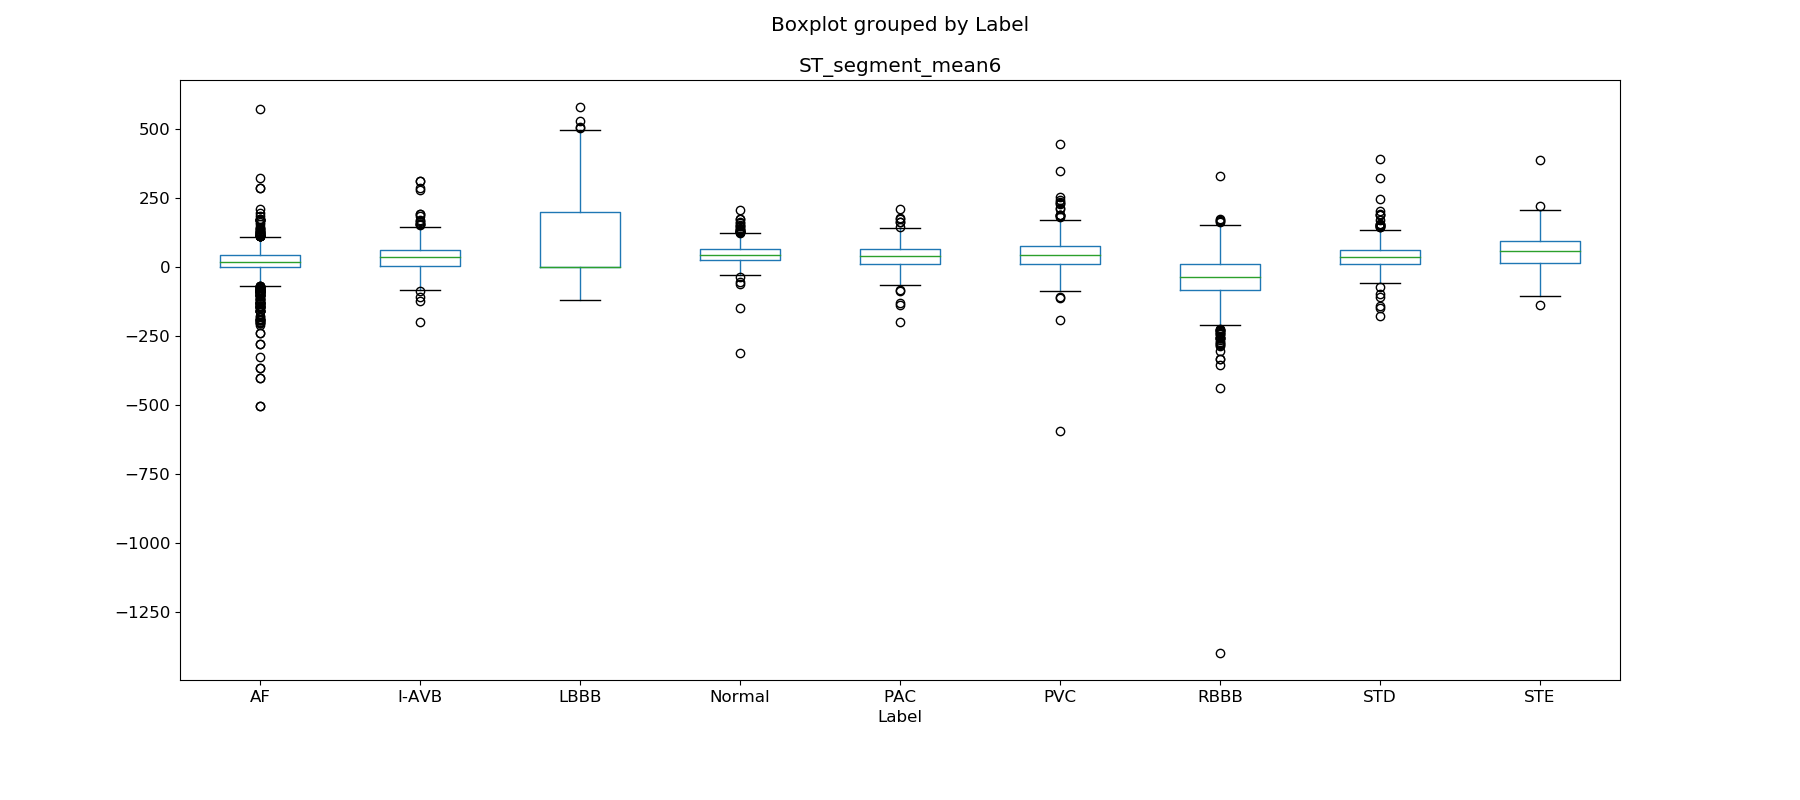 Boxplot grouped by Label
ST_segment_mean6
500
250
0
−250
−500
−750
−1000
−1250
AF I-AVB LBBB Normal PAC PVC RBBB STD STE
Label